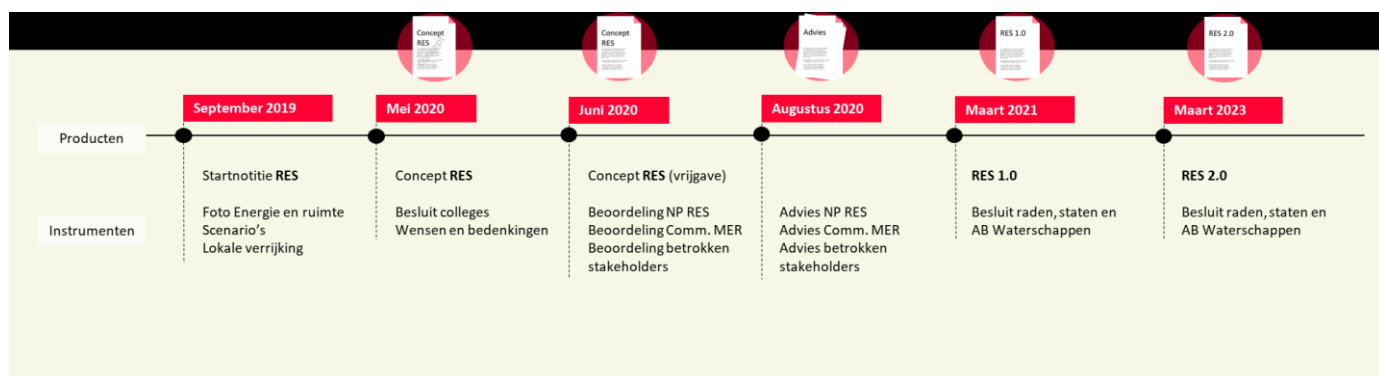 Concept
RES
Concept
RES
Advies
RES 1.0
RES 2.0
September 2019
Mei 2020
Juni 2020
Augustus 2020
Maart 2021
Maart 2023
Producten
Startnotitie RES
Concept RES
Concept RES (vrijgave)
RES 1.0
RES 2.0
Instrumenten
Foto Energie en ruimte
Scenario's
Lokale verrijking
Besluit colleges
Wensen en bedenkingen
Beoordeling NP RES
Beoordeling Comm. MER
Beoordeling betrokken
stakeholders
Advies NP RES
Advies Comm. MER
Advies betrokken
stakeholders
Besluit raden, staten en
AB Waterschappen
Besluit raden, staten en
AB Waterschappen